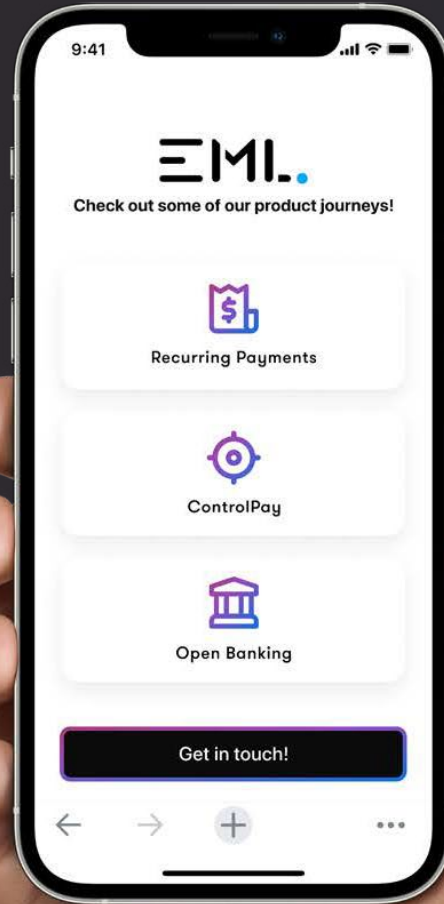 9:41
EML.
Check out some of our product journeys!
$
Recurring Payments
ControlPay
Open Banking
Get in touch!